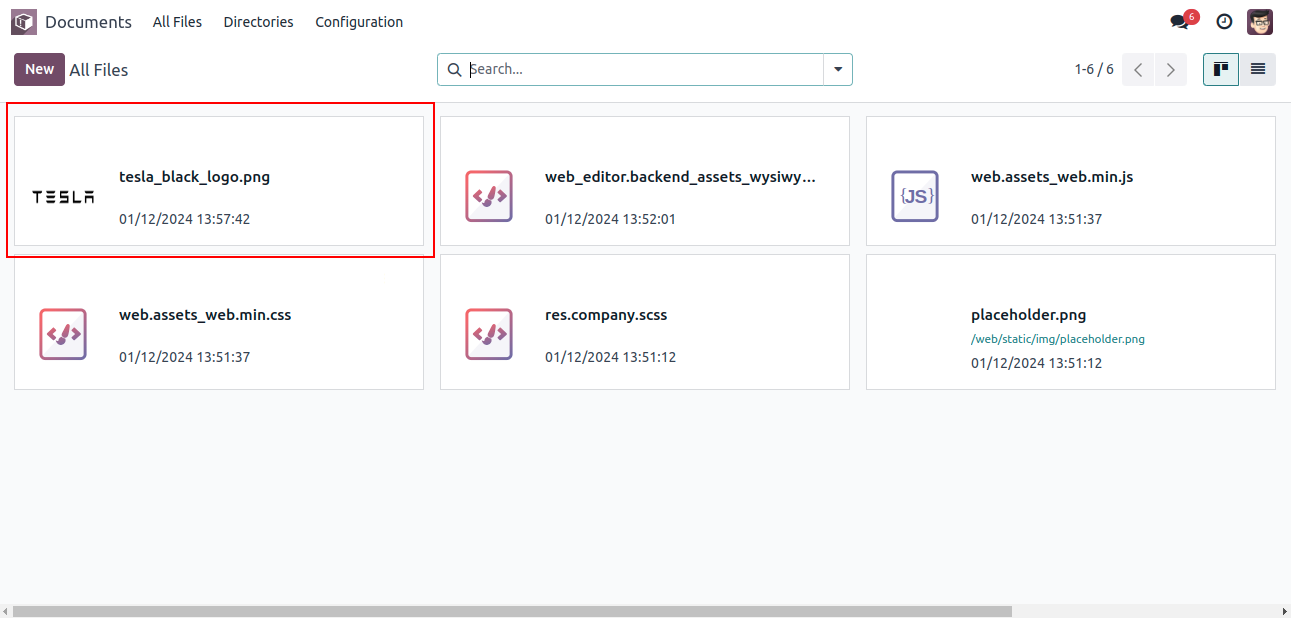 Documents All Files Directories Configuration 6
New All Files Search... 1-6 / 6
tesla_black_logo.png
TESLA
01/12/2024 13:57:42
web_editor.backend_assets_wysiwy...
01/12/2024 13:52:01
web.assets_web.min.js
{JS}
01/12/2024 13:51:37
web.assets_web.min.css
01/12/2024 13:51:37
res.company.scss
01/12/2024 13:51:12
placeholder.png
/web/static/img/placeholder.png
01/12/2024 13:51:12